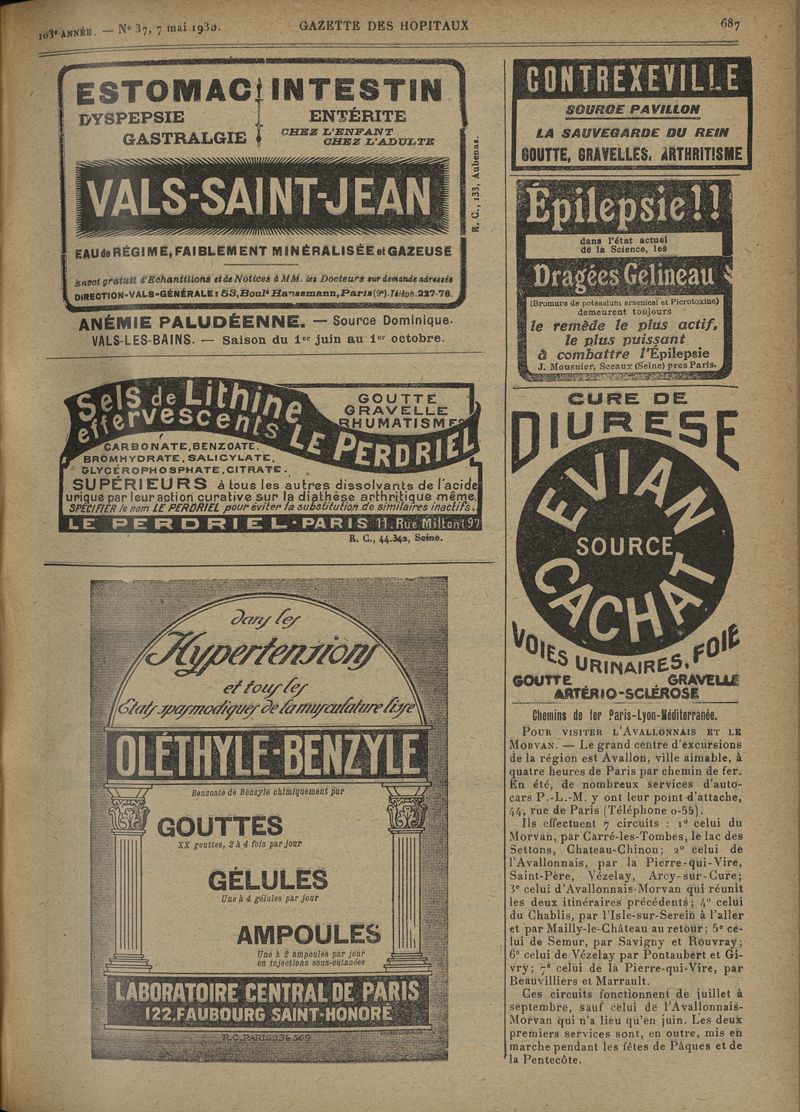 103e ANNÉE. — N° 37, 7 mai 1930.
GAZETTE DES HOPITAUX
687
ESTOMAC INTESTIN
DYSPEPSIE
GASTRALGIE
ENTÉRITE
CHEZ L'ENFANT
CHEZ L'ADULTE
VALS-SAINT-JEAN
EAU de RÉGIME, FAIBLEMENT MINÉRALISÉE et GAZEUSE
Envoi gratuit d'Echantillons et de Notices à MM. les Docteurs sur demande adressée
DIRECTION-VALS-GÉNÉRALE: 53, Boult Haussmann, Paris (9e). Téléph. 227-78.
R. C., 133, Aubenas.
ANÉMIE PALUDÉENNE. — Source Dominique.
VALS-LES-BAINS. — Saison du 1er juin au 1er octobre.
Sels de Lithine
effervescents LE PERDRIEL
GOUTTE
GRAVELLE
RHUMATISMES
CARBONATE, BENZOATE.
BROMHYDRATE, SALICYLATE,
GLYCÉROPHOSPHATE, CITRATE.
SUPÉRIEURS à tous les autres dissolvants de l'acide
urique par leur action curative sur la diathèse arthritique même.
SPÉCIFIER le nom LE PERDRIEL pour éviter la substitution de similaires inactifs.
LE PERDRIEL-PARIS 11. Rue Milton (9e)
R. C., 44.342, Seine.
dans les
Hypertensions
et tous les
États spasmodiques de la musculature lisse
OLÉTHYLE-BENZYLE
Benzoate de Benzyle chimiquement pur
GOUTTES
XX gouttes, 2 à 4 fois par jour
GÉLULES
Une à 4 gélules par jour
AMPOULES
Une à 2 ampoules par jour
en injections sous-cutanées
LABORATOIRE CENTRAL DE PARIS
122, FAUBOURG SAINT-HONORÉ
R.C. PARIS 134 569
CONTREXEVILLE
SOURCE PAVILLON
LA SAUVEGARDE DU REIN
GOUTTE, GRAVELLES, ARTHRITISME
Épilepsie!!
dans l'état actuel
de la Science, les
Dragées Gelineau
(Bromure de potassium arsenical et Picrotoxine)
demeurent toujours
le remède le plus actif,
le plus puissant
à combattre l'Épilepsie
J. Mousnier, Sceaux (Seine) près Paris.
CURE DE
DIURESE
EVIAN
SOURCE
CACHAT
VOIES URINAIRES, FOIE
GOUTTE GRAVELLE
ARTÉRIO-SCLÉROSE
Chemins de fer Paris-Lyon-Méditerranée.
POUR VISITER L'AVALLONNAIS ET LE
MORVAN. — Le grand centre d'excursions
de la région est Avallon, ville aimable, à
quatre heures de Paris par chemin de fer.
En été, de nombreux services d'auto-
cars P.-L.-M. y ont leur point d'attache,
44, rue de Paris (Téléphone 0-55).
Ils effectuent 7 circuits : 1° celui du
Morvan, par Carré-les-Tombes, le lac des
Settons, Chateau-Chinon; 2° celui de
l'Avallonnais, par la Pierre-qui-Vire,
Saint-Père, Vézelay, Arcy-sur-Cure;
3° celui d'Avallonnais-Morvan qui réunit
les deux itinéraires précédents; 4° celui
du Chablis, par l'Isle-sur-Serein à l'aller
et par Mailly-le-Château au retour; 5° ce-
lui de Semur, par Savigny et Rouvray;
6° celui de Vézelay par Pontaubert et Gi-
vry; 7° celui de la Pierre-qui-Vire, par
Beauvilliers et Marrault.
Ces circuits fonctionnent de juillet à
septembre, sauf celui de l'Avallonnais-
Morvan qui n'a lieu qu'en juin. Les deux
premiers services sont, en outre, mis en
marche pendant les fêtes de Pâques et de
la Pentecôte.